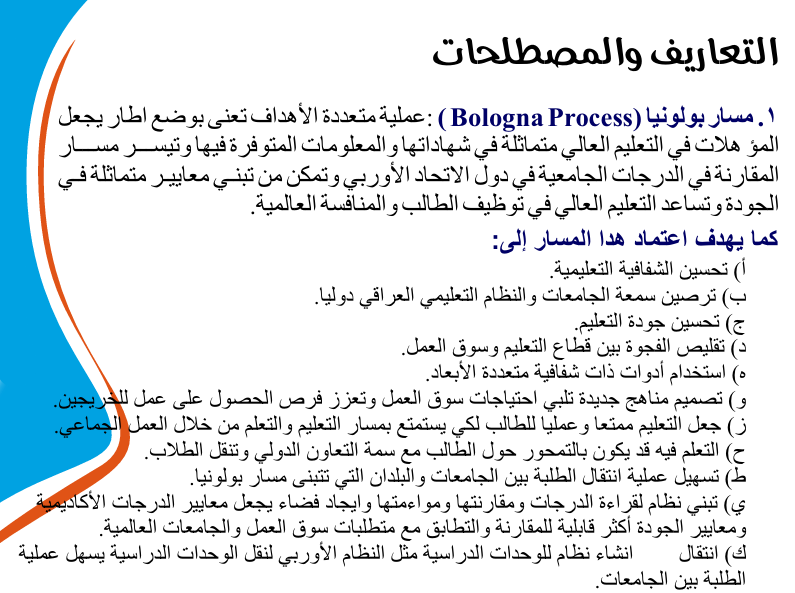 التعاريف والمصطلحات
١. مسار بولونيا (Bologna Process ) :عملية متعددة الأهداف تعنى بوضع اطار يجعل
المؤ هلات في التعليم العالي متماثلة في شهاداتها والمعلومات المتوفرة فيها وتيســـر مســـار
المقارنة في الدرجات الجامعية في دول الاتحاد الأوربي وتمكن من تبنـي معاييـر متماثلة فـي
الجودة وتساعد التعليم العالي في توظيف الطالب والمنافسة العالمية.
كما يهدف اعتماد هدا المسار إلى:
أ) تحسين الشفافية التعليمية.
ب) ترصين سمعة الجامعات والنظام التعليمي العراقي دوليا.
ج) تحسين جودة التعليم.
د) تقليص الفجوة بين قطاع التعليم وسوق العمل.
ه) استخدام أدوات ذات شفافية متعددة الأبعاد.
و) تصميم مناهج جديدة تلبي احتياجات سوق العمل وتعزز فرص الحصول على عمل للخريجين.
ز) جعل التعليم ممتعا وعمليا للطالب لكي يستمتع بمسار التعليم والتعلم من خلال العمل الجماعي.
ح) التعلم فيه قد يكون بالتمحور حول الطالب مع سمة التعاون الدولي وتنقل الطلاب.
ط) تسهيل عملية انتقال الطلبة بين الجامعات والبلدان التي تتبنى مسار بولونيا.
ي) تبني نظام لقراءة الدرجات ومقارنتها ومواءمتها وايجاد فضاء يجعل معايير الدرجات الأكاديمية
ومعايير الجودة أكثر قابلية للمقارنة والتطابق مع متطلبات سوق العمل والجامعات العالمية.
ك) انتقال انشاء نظام للوحدات الدراسية مثل النظام الأوربي لنقل الوحدات الدراسية يسهل عملية
الطلبة بين الجامعات.